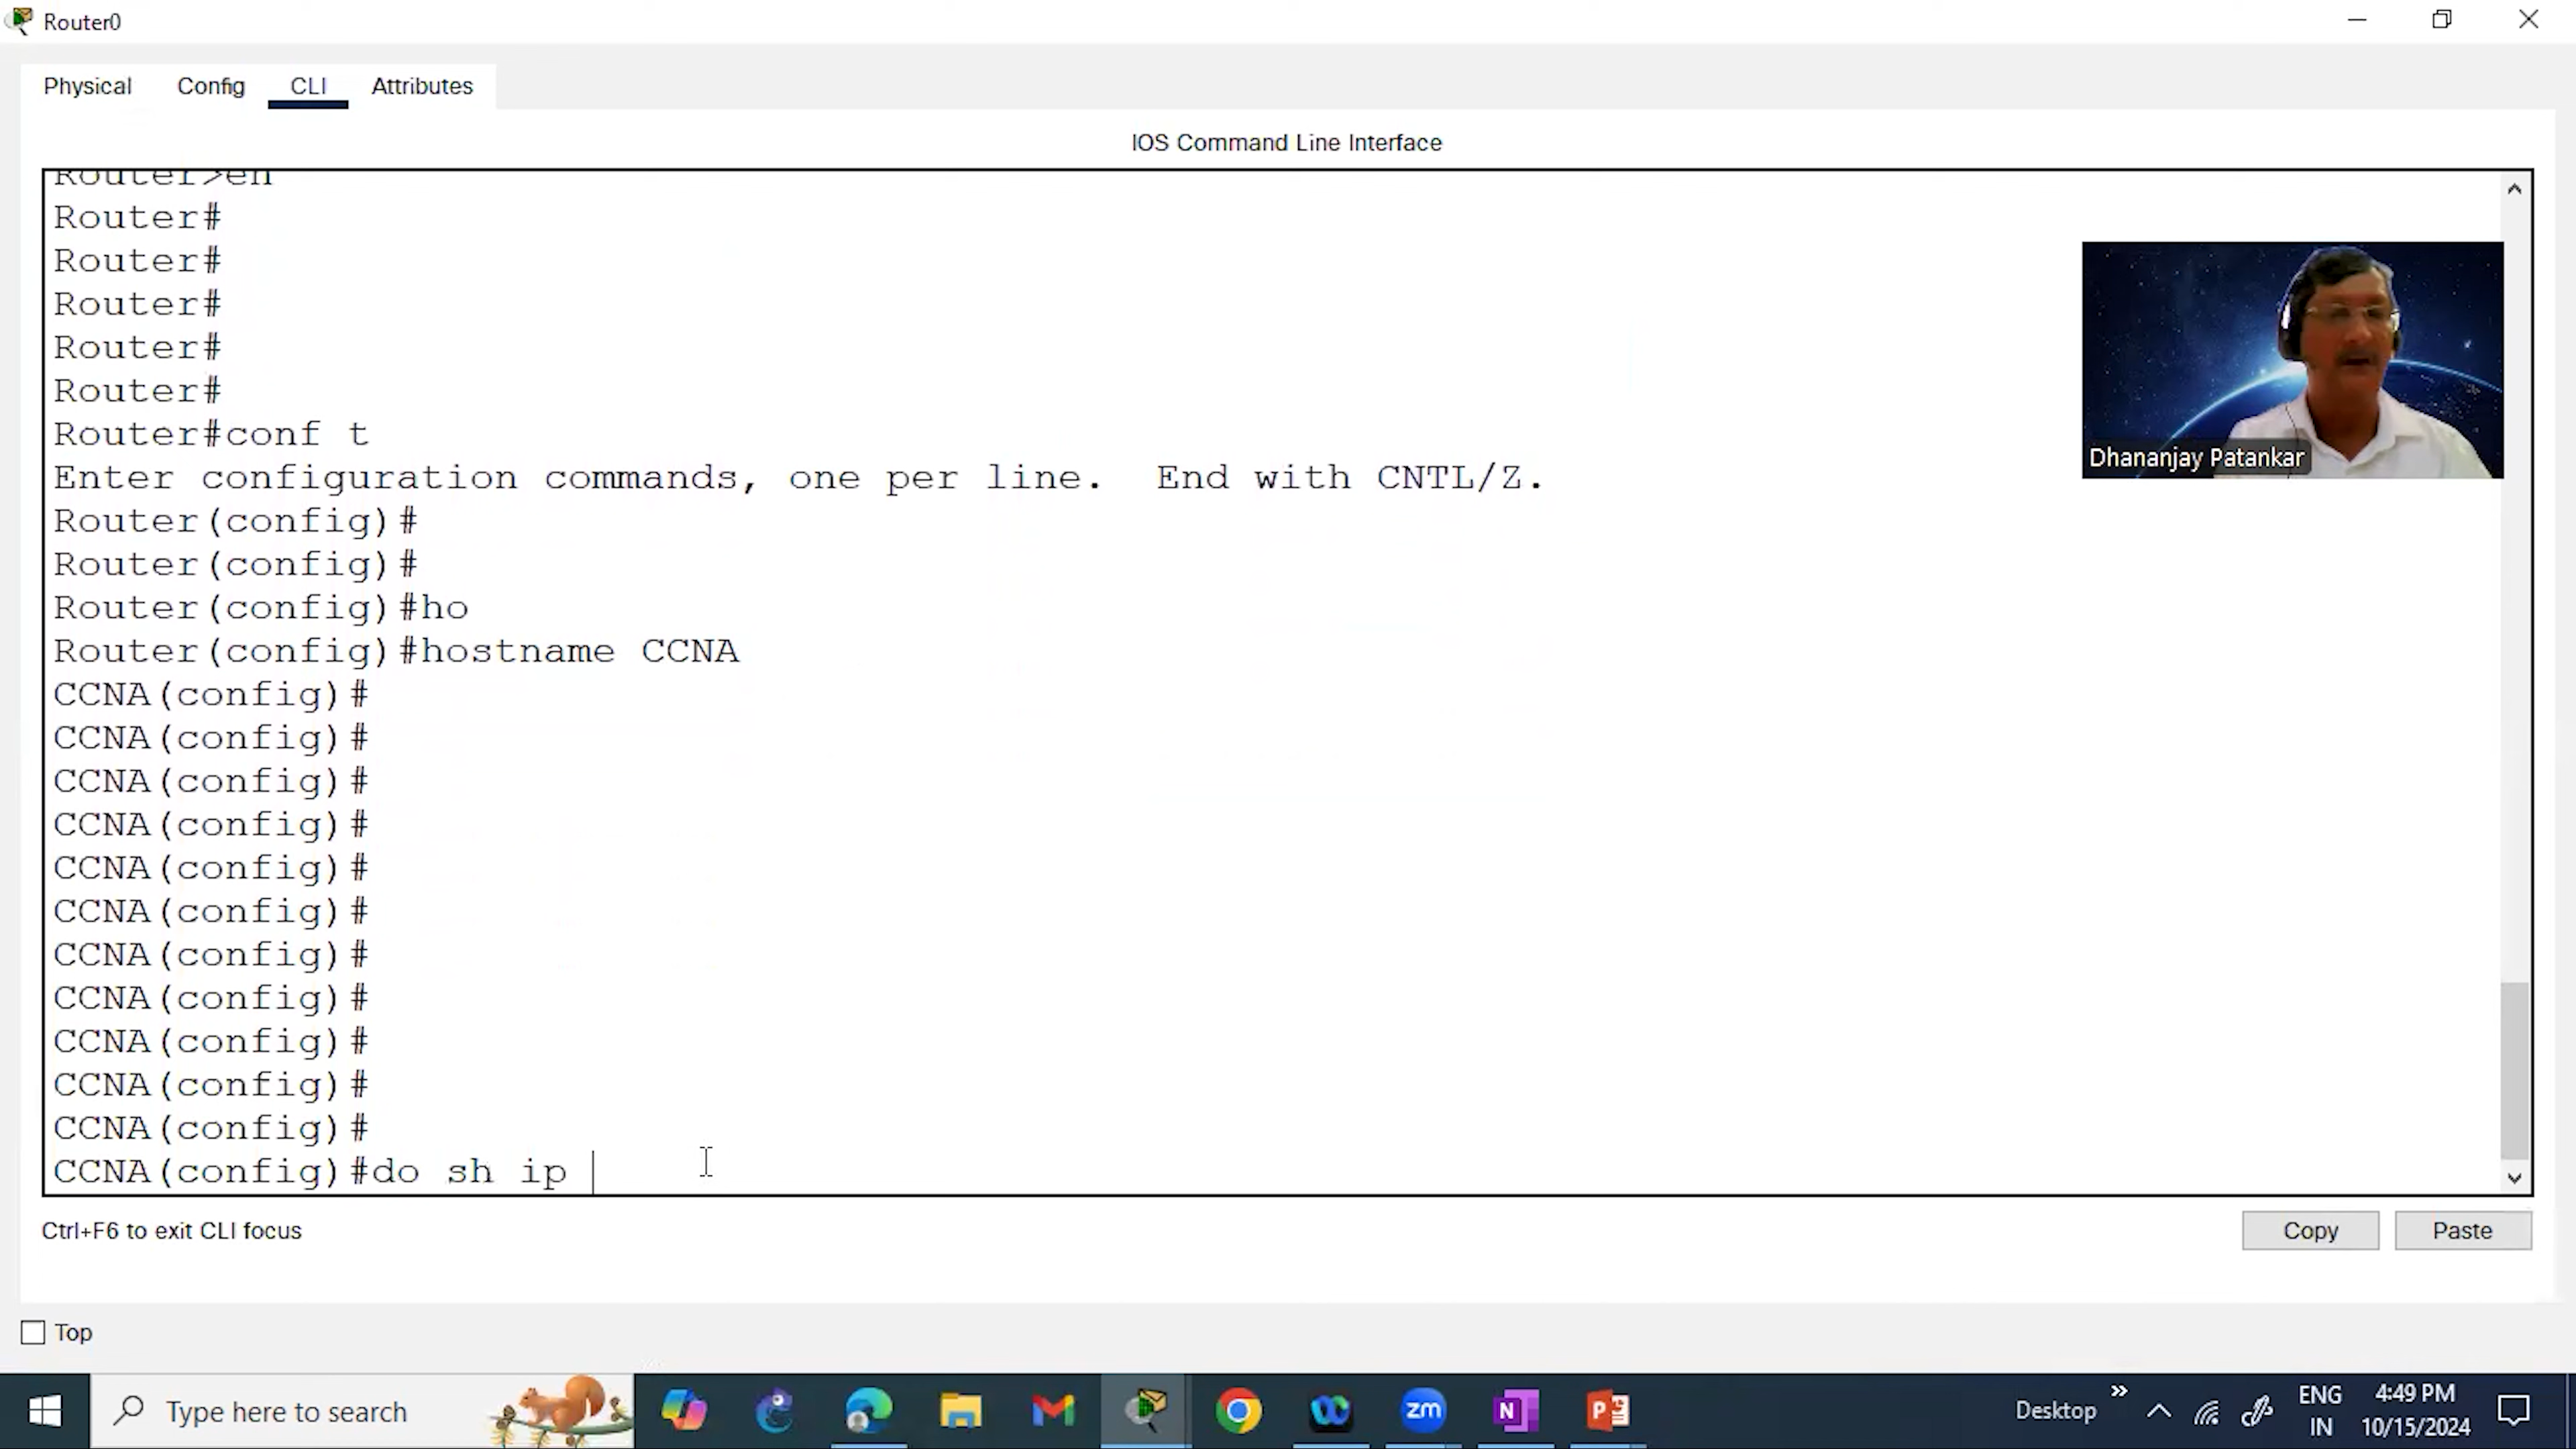 Router0
Physical Config CLI Attributes
IOS Command Line Interface
Router>en
Router#
Router#
Router#
Router#
Router#
Router#conf t
Enter configuration commands, one per line.  End with CNTL/Z.
Router(config)#
Router(config)#
Router(config)#ho
Router(config)#hostname CCNA
CCNA(config)#
CCNA(config)#
CCNA(config)#
CCNA(config)#
CCNA(config)#
CCNA(config)#
CCNA(config)#
CCNA(config)#
CCNA(config)#
CCNA(config)#
CCNA(config)#
CCNA(config)#do sh ip
Dhananjay Patankar
Ctrl+F6 to exit CLI focus
Copy Paste
Top
Type here to search
zm
N
P
Desktop
ENG
IN
4:49 PM
10/15/2024